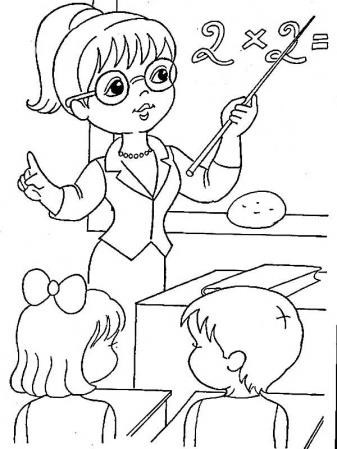 2 × 2 =